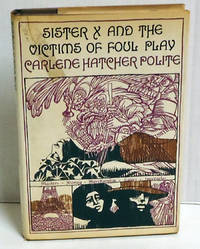 SISTER X AND THE
VICTIMS OF FOUL PLAY
CARLENE HATCHER POLITE